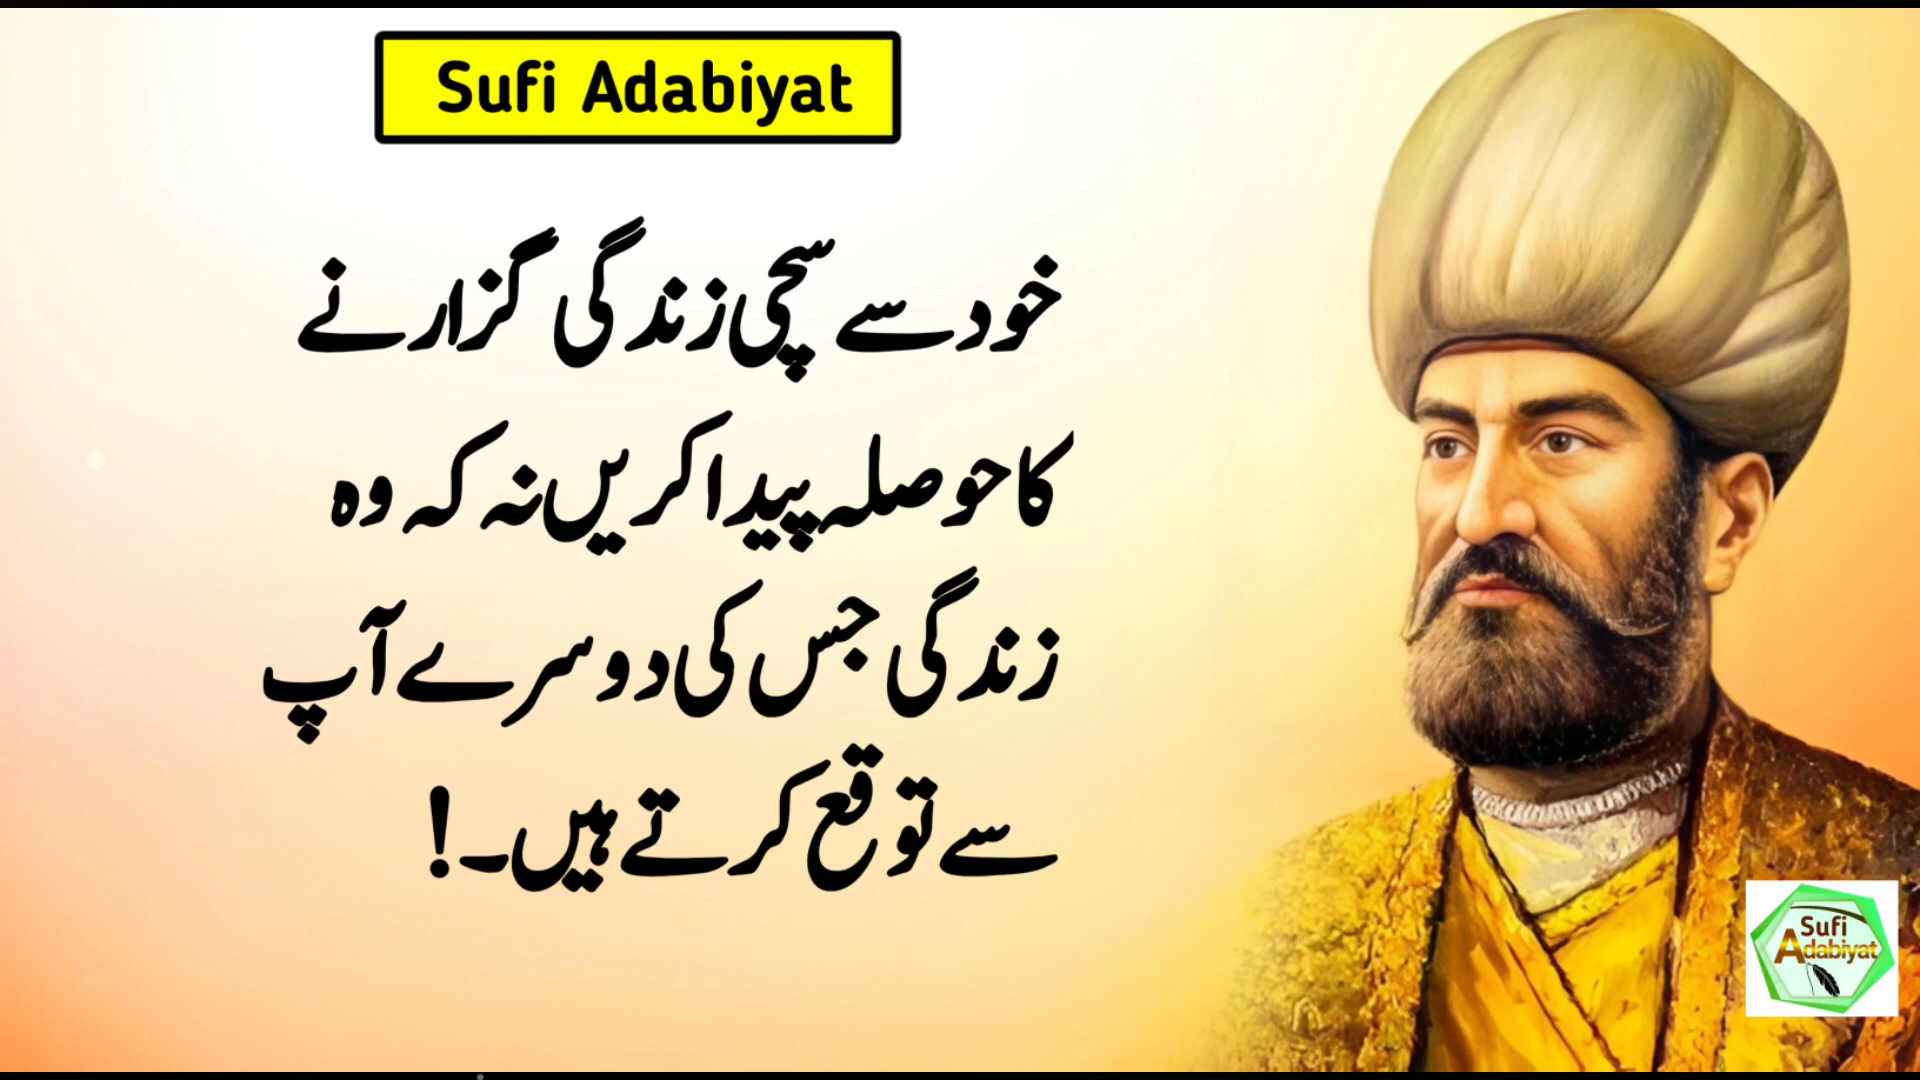 Sufi Adabiyat
خود سے سچی زندگی گزارنے
کا حوصلہ پیدا کریں نہ کہ وہ
زندگی جس کی دوسرے آپ
سے توقع کرتے ہیں۔!
Sufi
Adabiyat